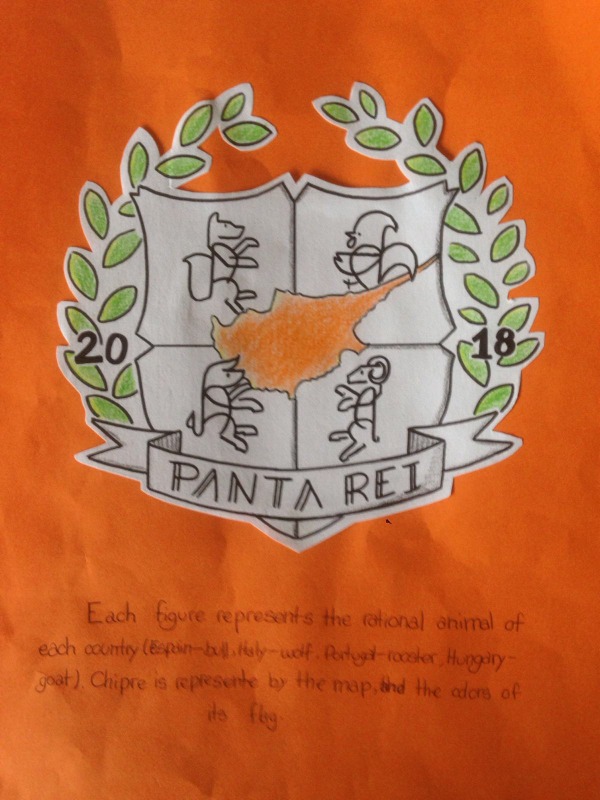 20 18
PANTA REI
Each figure represents the national animal of
each country (Espain-bull, Italy-wolf, Portugal-rooster, Hungary-
goat). Chipre is represente by the map, and the colors of
its flag.